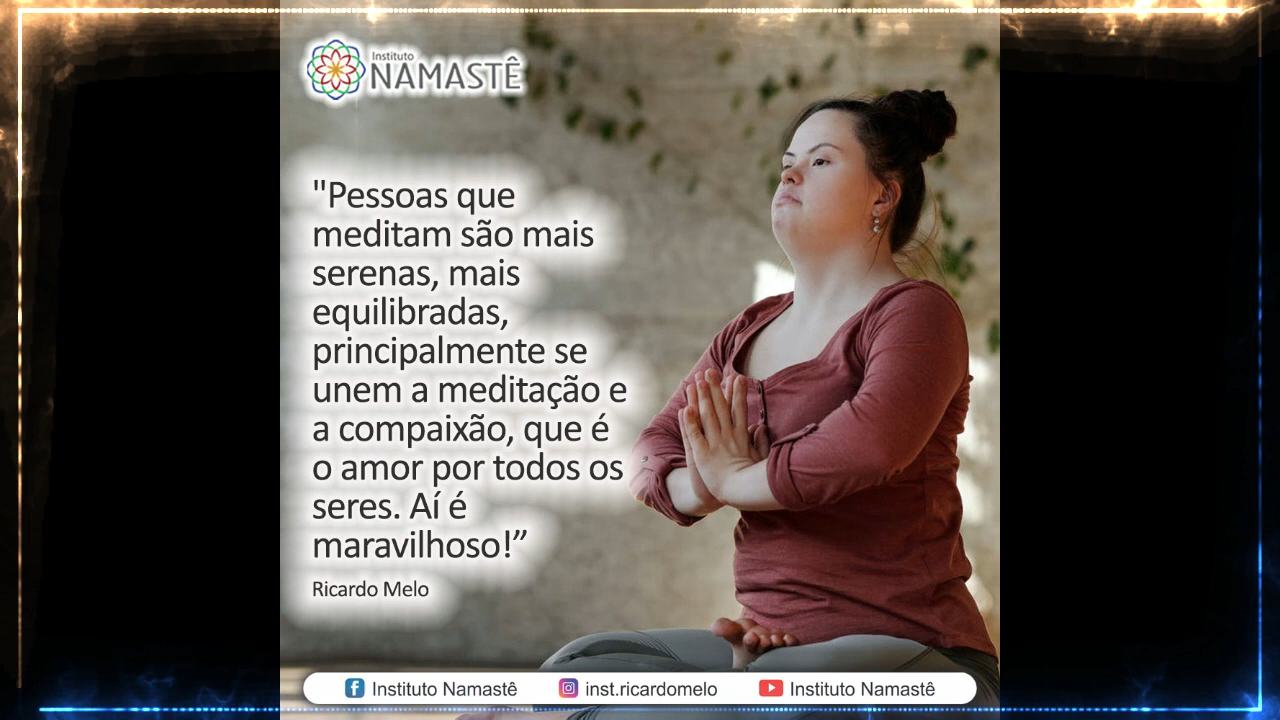 Instituto
NAMASTÊ
"Pessoas que
meditam são mais
serenas, mais
equilibradas,
principalmente se
unem a meditação e
a compaixão, que é
o amor por todos os
seres. Aí é
maravilhoso!”
Ricardo Melo
Instituto Namastê inst.ricardomelo Instituto Namastê